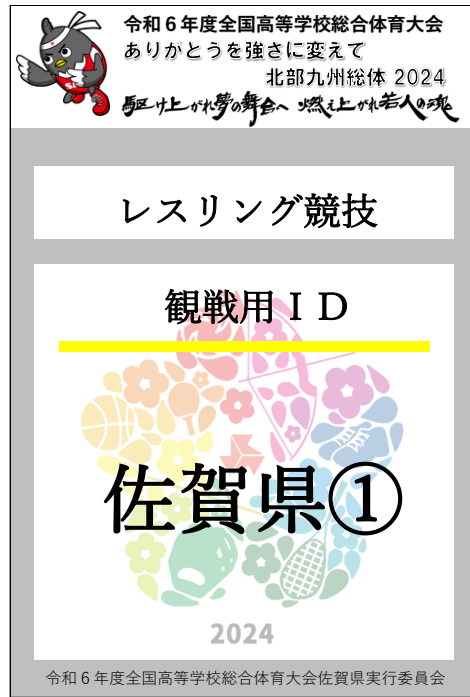 令和６年度全国高等学校総合体育大会
ありがとうを強さに変えて
北部九州総体 2024
駆け上がれ夢の舞台へ 燃え上がれ若人の魂
レスリング競技
観戦用ＩＤ
佐賀県①
2024
令和６年度全国高等学校総合体育大会佐賀県実行委員会